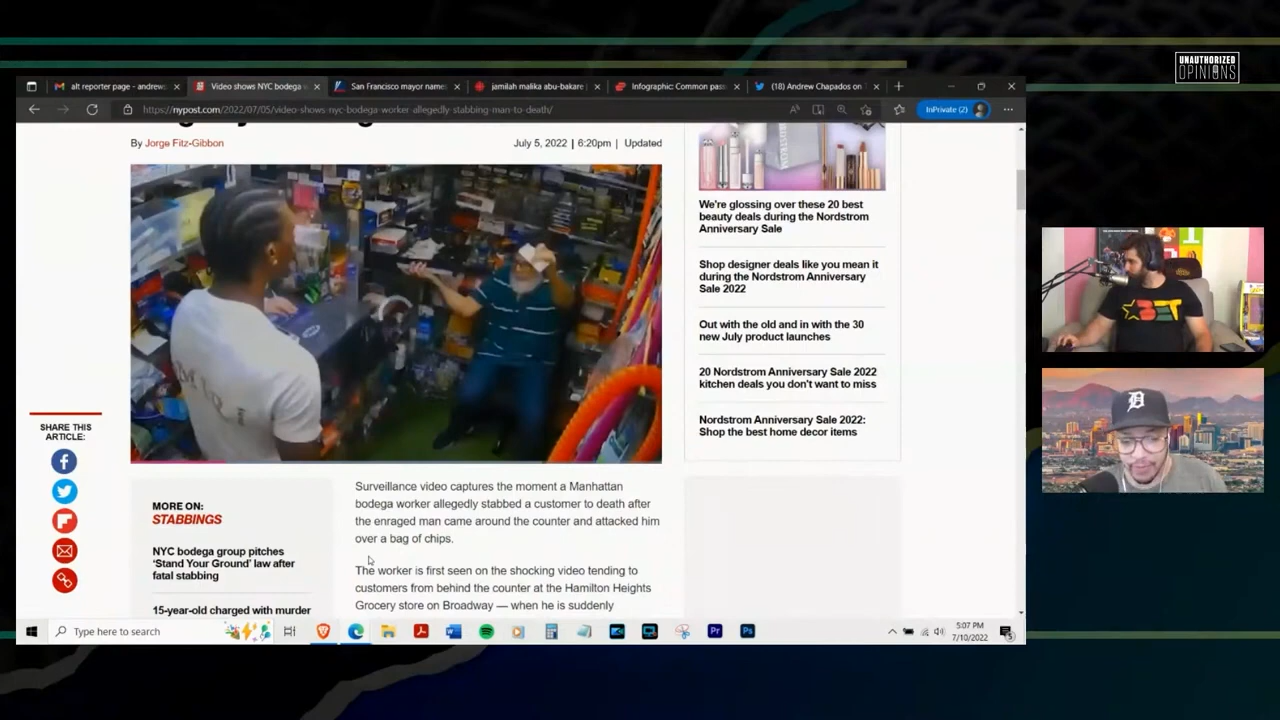 UNAUTHORIZED
OPINIONS
alt reporter page - andrews
Video shows NYC bodega
San Francisco mayor name
jamilah malika abu-bakare
Infographic: Common pas
(18) Andrew Chapados on
https://nypost.com/2022/07/05/video-shows-nyc-bodega-worker-allegedly-stabbing-man-to-death/
InPrivate (2)
By Jorge Fitz-Gibbon
July 5, 2022 | 6:20pm | Updated
We're glossing over these 20 best
beauty deals during the Nordstrom
Anniversary Sale
Shop designer deals like you mean it
during the Nordstrom Anniversary
Sale 2022
Out with the old and in with the 30
new July product launches
20 Nordstrom Anniversary Sale 2022
kitchen deals you don't want to miss
Nordstrom Anniversary Sale 2022:
Shop the best home decor items
SHARE THIS
ARTICLE:
MORE ON:
STABBINGS
NYC bodega group pitches
'Stand Your Ground' law after
fatal stabbing
15-year-old charged with murder
Surveillance video captures the moment a Manhattan
bodega worker allegedly stabbed a customer to death after
the enraged man came around the counter and attacked him
over a bag of chips.
The worker is first seen on the shocking video tending to
customers from behind the counter at the Hamilton Heights
Grocery store on Broadway — when he is suddenly
BET
D
Type here to search
Pr
Ps
5:07 PM
7/10/2022